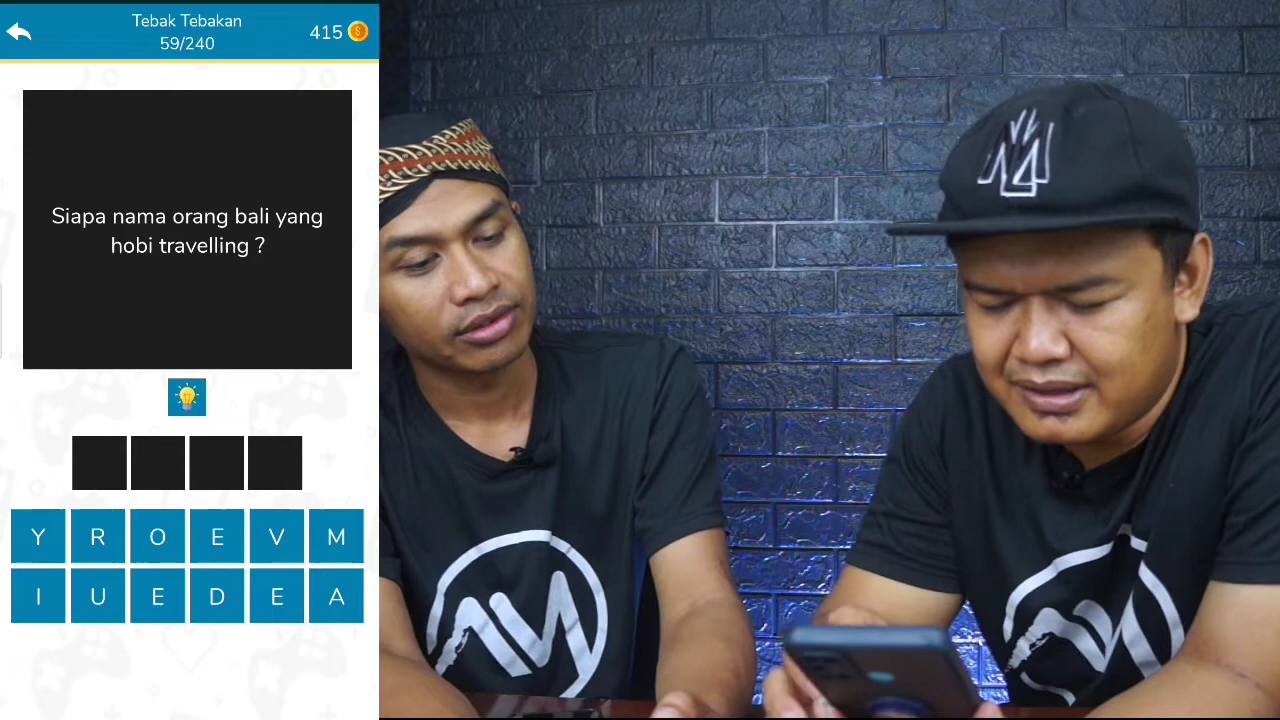 Tebak Tebakan
59/240
415
Siapa nama orang bali yang
hobi travelling ?
Y R O E V M
I U E D E A